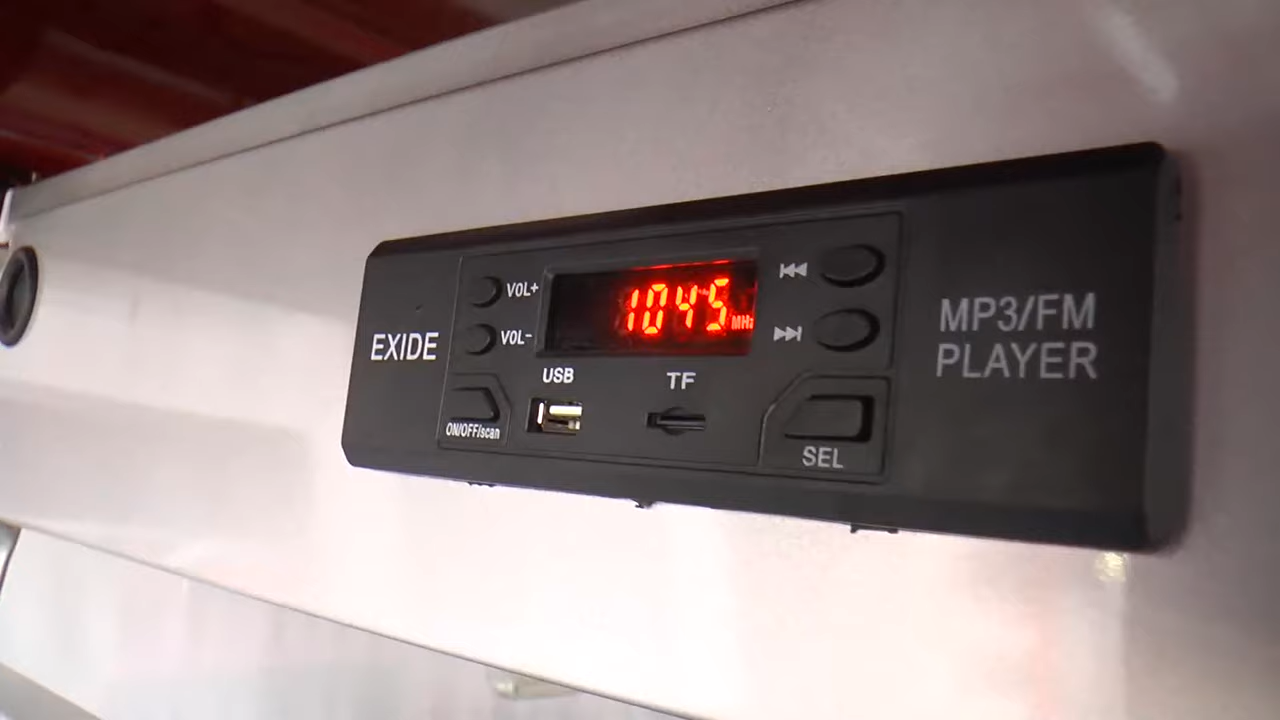 EXIDE
VOL+
VOL-
ON/OFF/scan
1045
MHz
USB
TF
SEL
MP3/FM
PLAYER